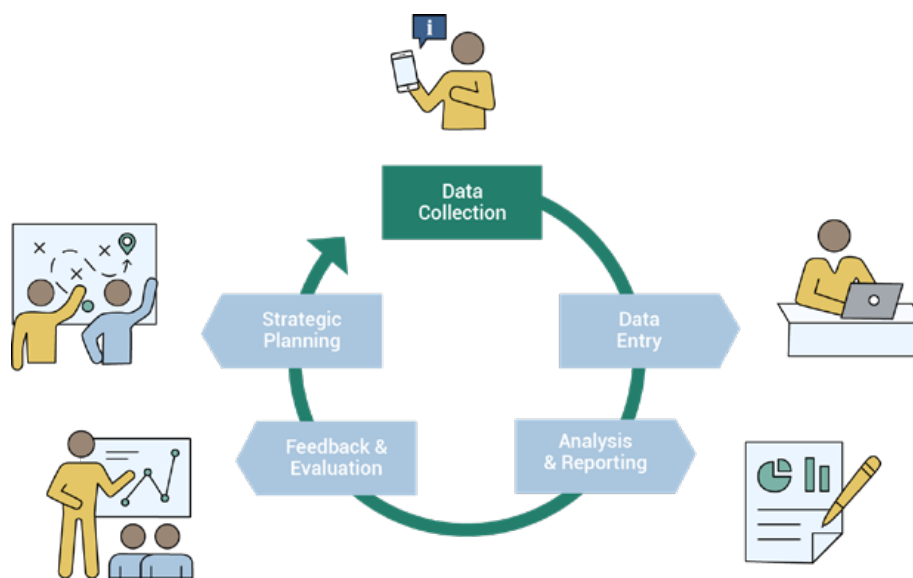 i
Data
Collection
Data
Entry
Analysis
& Reporting
Feedback &
Evaluation
Strategic
Planning